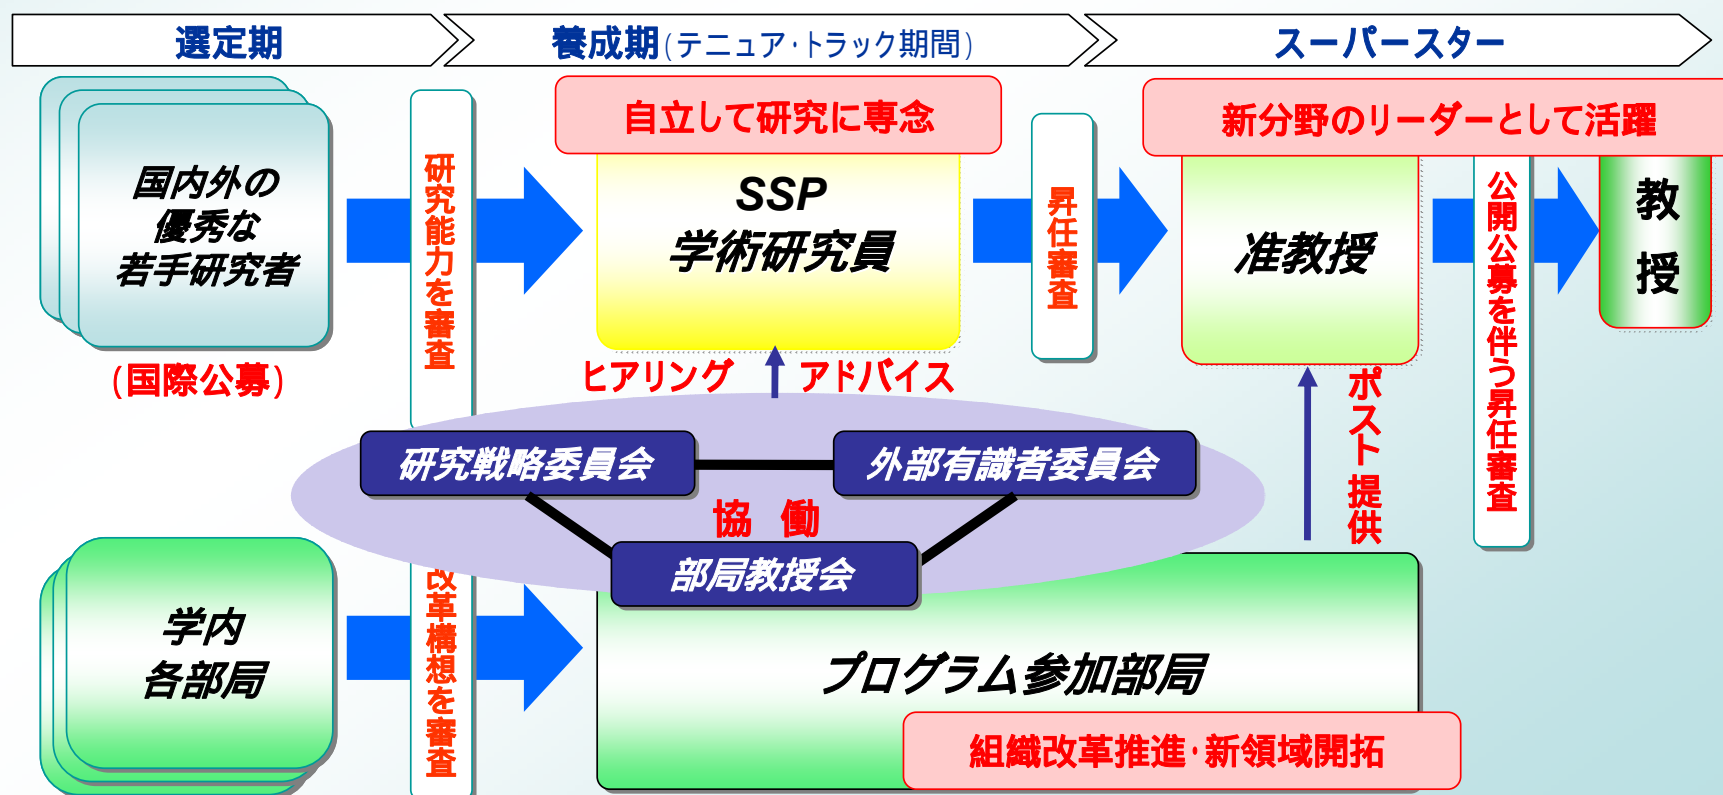 選定期
養成期(テニュア・トラック期間)
スーパースター
自立して研究に専念
新分野のリーダーとして活躍
国内外の
優秀な
若手研究者
(国際公募)
研究能力を審査
SSP
学術研究員
昇任審査
准教授
公開公募を伴う昇任審査
教授
ヒアリング
アドバイス
ポスト提供
研究戦略委員会
外部有識者委員会
協働
部局教授会
学内
各部局
改革構想を審査
プログラム参加部局
組織改革推進・新領域開拓